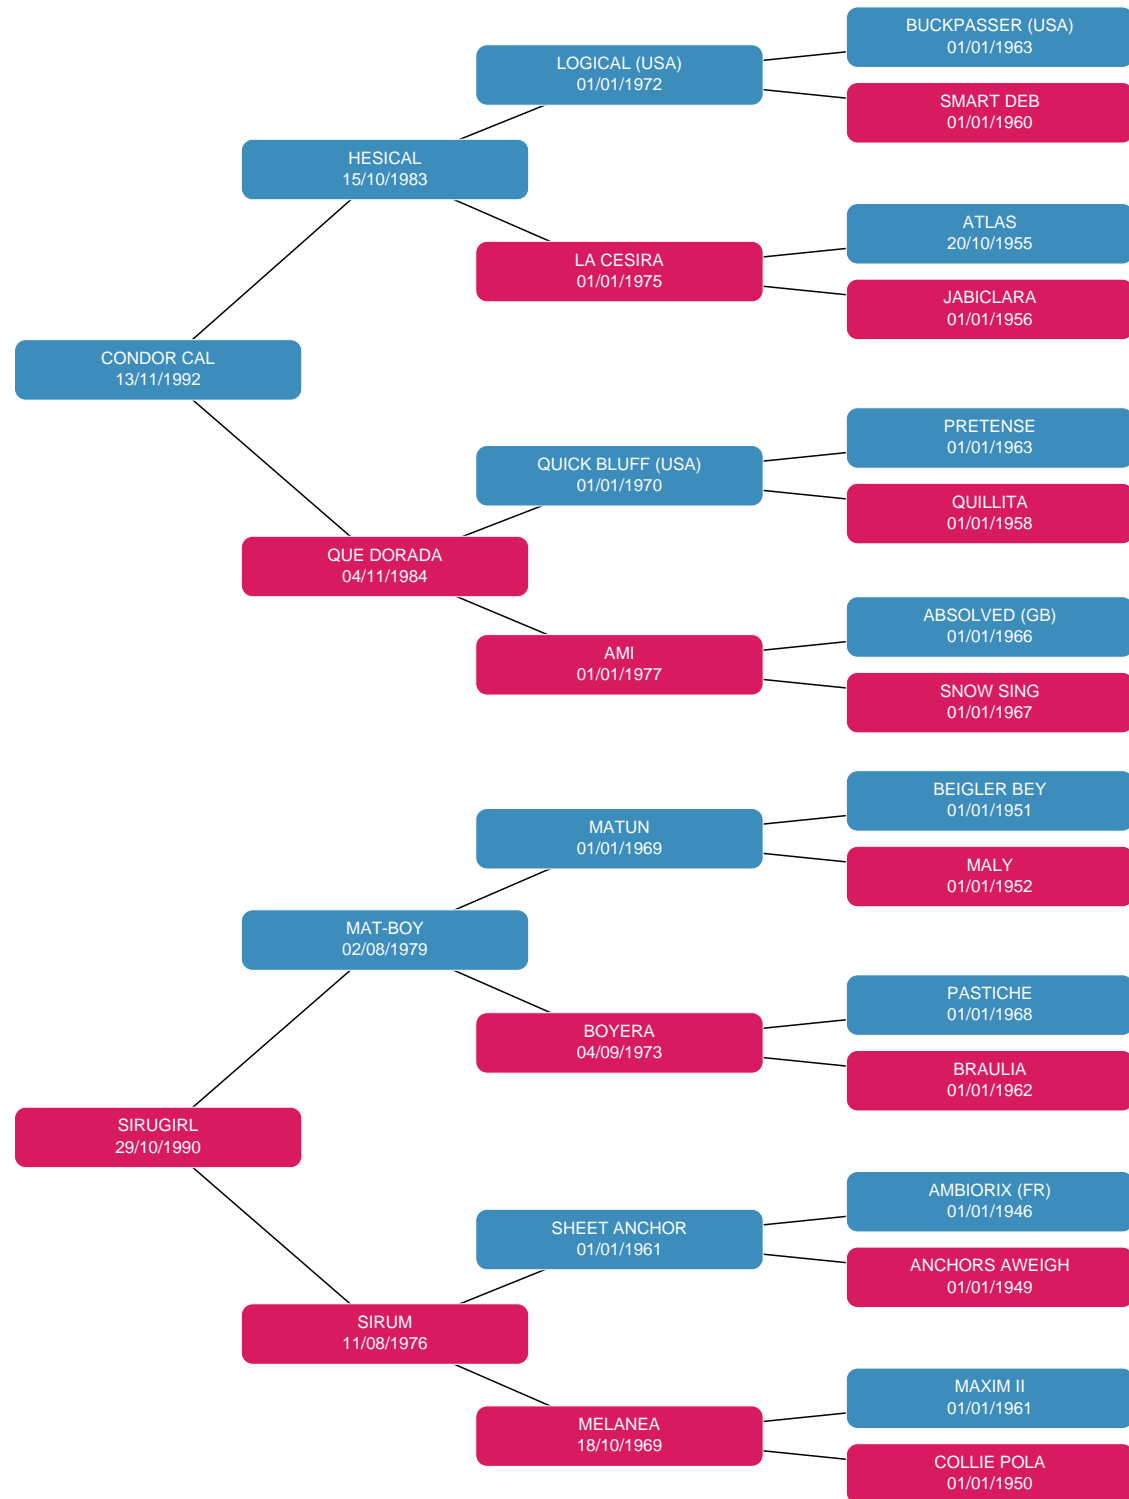 BUCKPASSER (USA)
01/01/1963
LOGICAL (USA)
01/01/1972
SMART DEB
01/01/1960
HESICAL
15/10/1983
ATLAS
20/10/1955
LA CESIRA
01/01/1975
JABICLARA
01/01/1956
CONDOR CAL
13/11/1992
PRETENSE
01/01/1963
QUICK BLUFF (USA)
01/01/1970
QUILLITA
01/01/1958
QUE DORADA
04/11/1984
ABSOLVED (GB)
01/01/1966
AMI
01/01/1977
SNOW SING
01/01/1967
BEIGLER BEY
01/01/1951
MATUN
01/01/1969
MALY
01/01/1952
MAT-BOY
02/08/1979
PASTICHE
01/01/1968
BOYERA
04/09/1973
BRAULIA
01/01/1962
SIRUGIRL
29/10/1990
AMBIORIX (FR)
01/01/1946
SHEET ANCHOR
01/01/1961
ANCHORS AWEIGH
01/01/1949
SIRUM
11/08/1976
MAXIM II
01/01/1961
MELANEA
18/10/1969
COLLIE POLA
01/01/1950